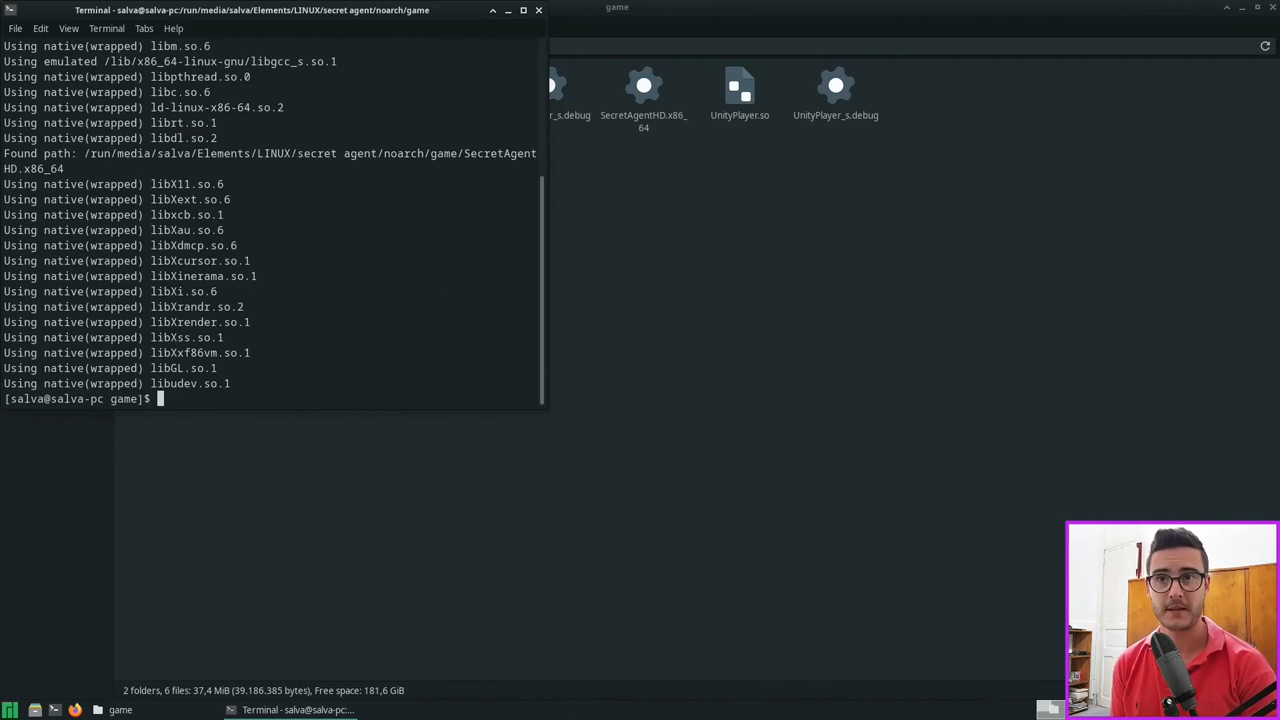 Terminal - salva@salva-pc:/run/media/salva/Elements/LINUX/secret agent/noarch/game
File Edit View Terminal Tabs Help
Using native(wrapped) libm.so.6
Using emulated /lib/x86_64-linux-gnu/libgcc_s.so.1
Using native(wrapped) libpthread.so.0
Using native(wrapped) libc.so.6
Using native(wrapped) ld-linux-x86-64.so.2
Using native(wrapped) librt.so.1
Using native(wrapped) libdl.so.2
Found path: /run/media/salva/Elements/LINUX/secret agent/noarch/game/SecretAgent
HD.x86_64
Using native(wrapped) libX11.so.6
Using native(wrapped) libXext.so.6
Using native(wrapped) libxcb.so.1
Using native(wrapped) libXau.so.6
Using native(wrapped) libXdmcp.so.6
Using native(wrapped) libXcursor.so.1
Using native(wrapped) libXinerama.so.1
Using native(wrapped) libXi.so.6
Using native(wrapped) libXrandr.so.2
Using native(wrapped) libXrender.so.1
Using native(wrapped) libXss.so.1
Using native(wrapped) libXxf86vm.so.1
Using native(wrapped) libGL.so.1
Using native(wrapped) libudev.so.1
[salva@salva-pc game]$
game
r_s.debug
SecretAgentHD.x86_
64
UnityPlayer.so
UnityPlayer_s.debug
2 folders, 6 files: 37,4 MiB (39.186.385 bytes), Free space: 181,6 GiB
game
Terminal - salva@salva-pc:...